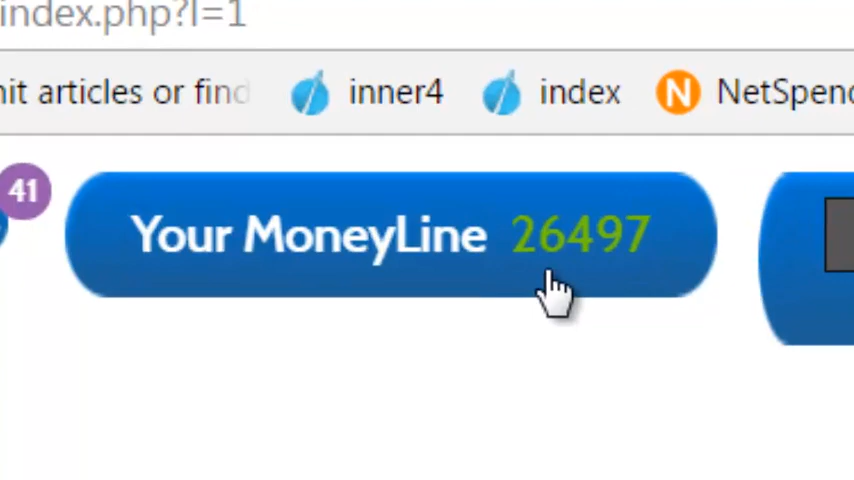 index.php?l=1
nit articles or find inner4 index NetSpend
41
Your MoneyLine 26497